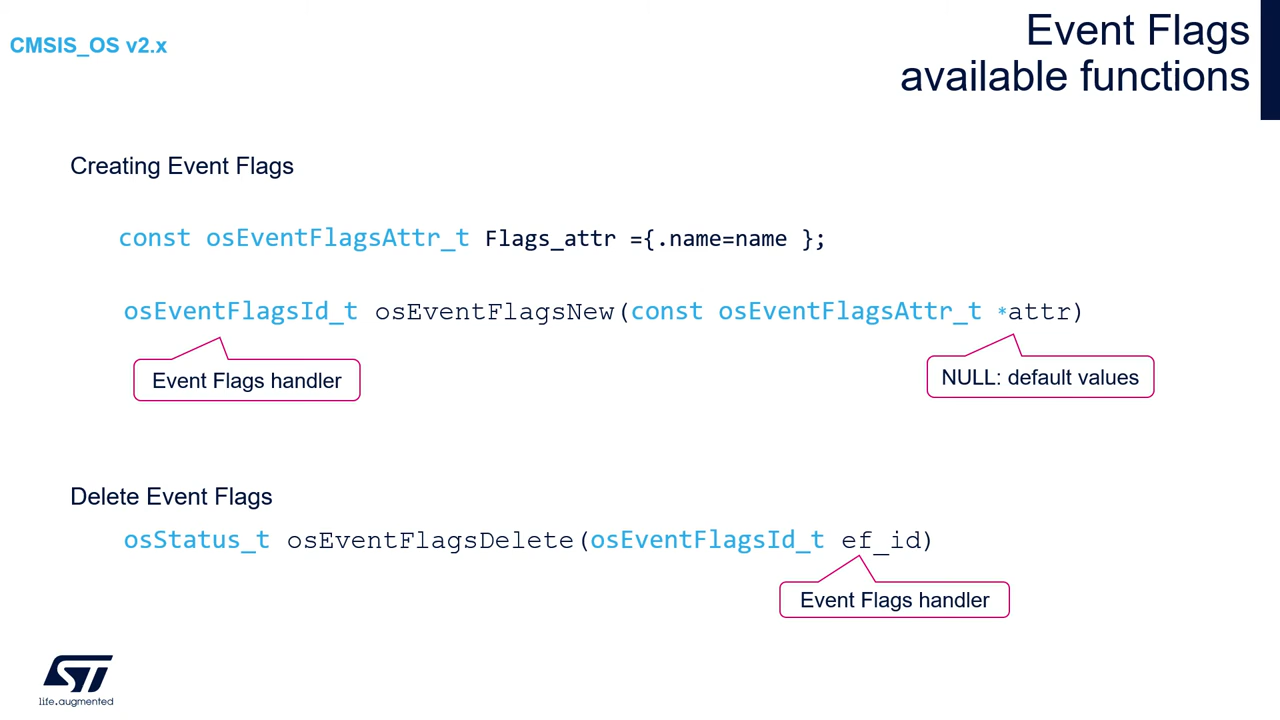 CMSIS_OS v2.x
Event Flags
available functions
Creating Event Flags
const osEventFlagsAttr_t Flags_attr ={.name=name };
osEventFlagsId_t osEventFlagsNew(const osEventFlagsAttr_t *attr)
Event Flags handler
NULL: default values
Delete Event Flags
osStatus_t osEventFlagsDelete(osEventFlagsId_t ef_id)
Event Flags handler
ST
life.augmented